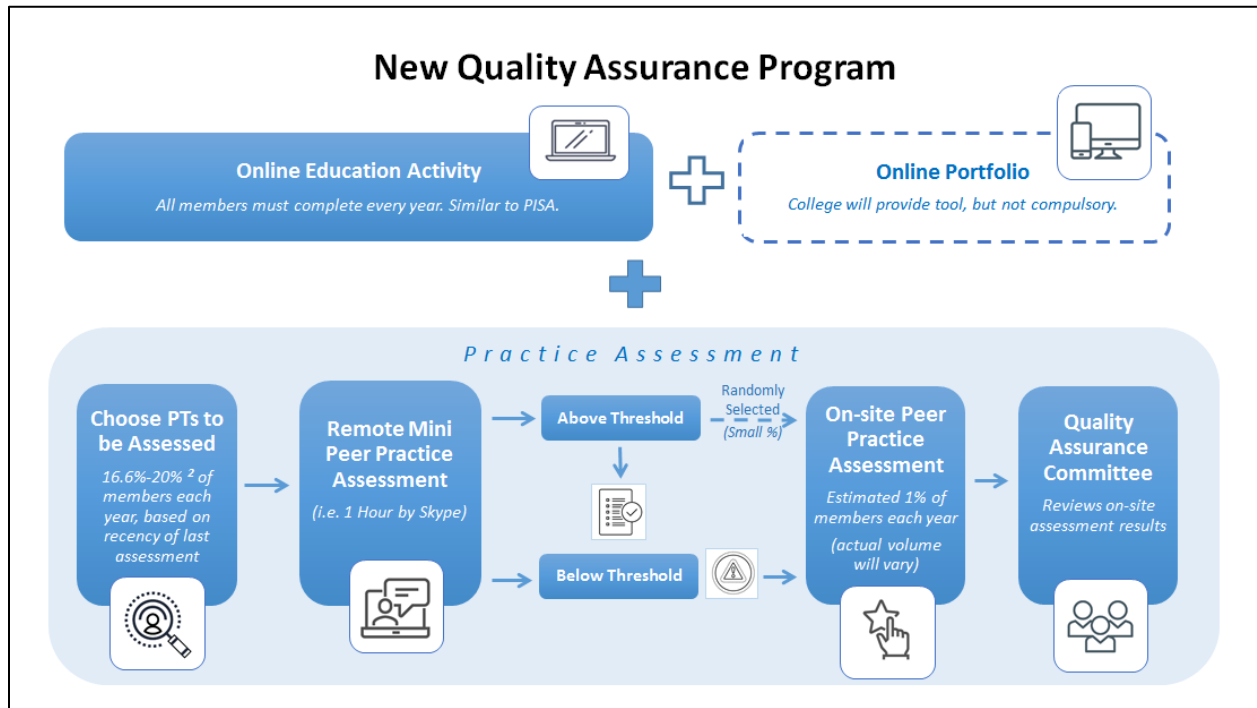 New Quality Assurance Program
Online Education Activity
All members must complete every year. Similar to PISA.
Online Portfolio
College will provide tool, but not compulsory.
Practice Assessment
Choose PTs to
be Assessed
16.6%-20% ² of
members each
year, based on
recency of last
assessment
Remote Mini
Peer Practice
Assessment
(i.e. 1 Hour by Skype)
Above Threshold
Randomly
Selected
(Small %)
Below Threshold
On-site Peer
Practice
Assessment
Estimated 1% of
members each year
(actual volume
will vary)
Quality
Assurance
Committee
Reviews on-site
assessment results